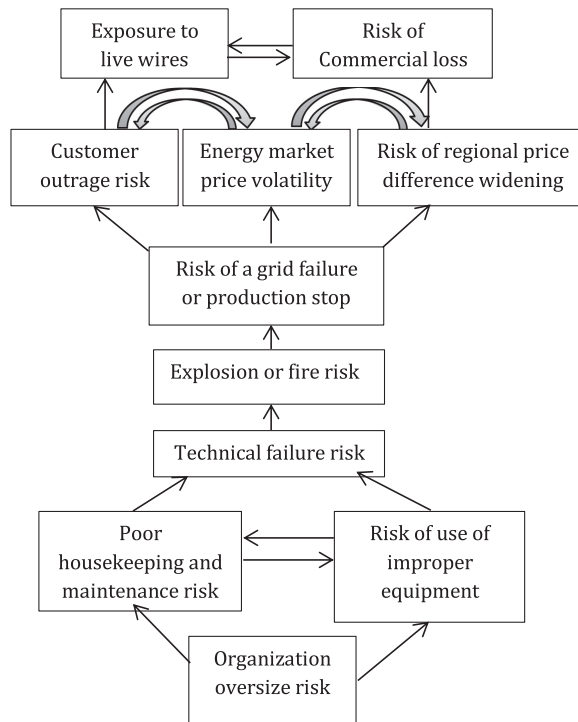 Exposure to
live wires
Risk of
Commercial loss
Customer
outrage risk
Energy market
price volatility
Risk of regional price
difference widening
Risk of a grid failure
or production stop
Explosion or fire risk
Technical failure risk
Poor
housekeeping and
maintenance risk
Risk of use of
improper
equipment
Organization
oversize risk